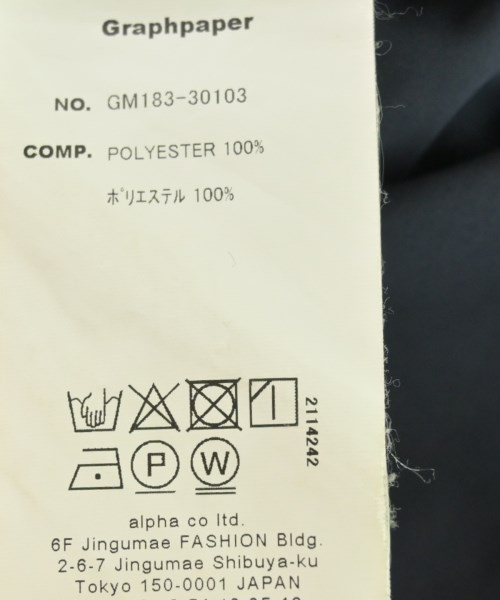 Graphpaper
NO. GM183-30103
COMP. POLYESTER 100%
ﾎﾟﾘｴｽﾃﾙ 100%
2114242
P W
alpha co ltd.
6F Jingumae FASHION Bldg.
2-6-7 Jingumae Shibuya-ku
Tokyo 150-0001 JAPAN